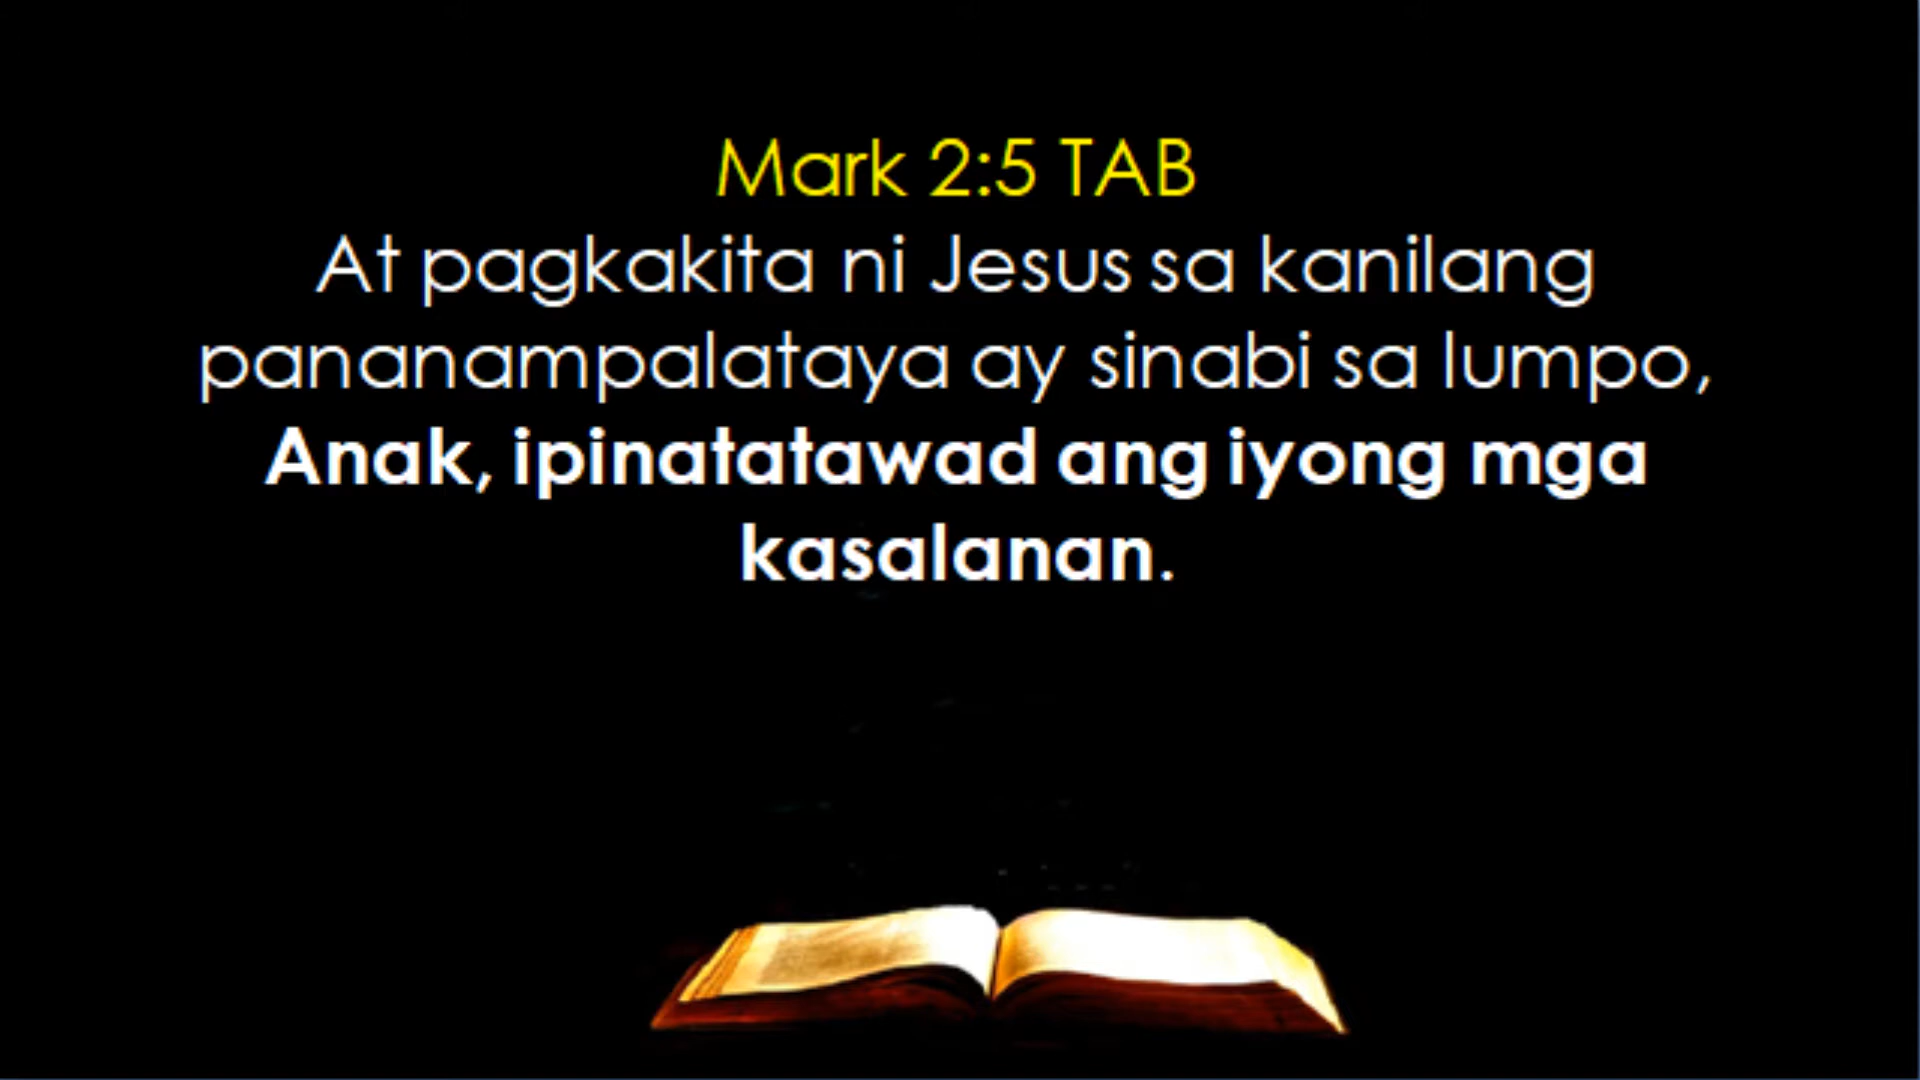 Mark 2:5 TAB
At pagkakita ni Jesus sa kanilang
pananampalataya ay sinabi sa lumpo,
Anak, ipinatatawad ang iyong mga
kasalanan.